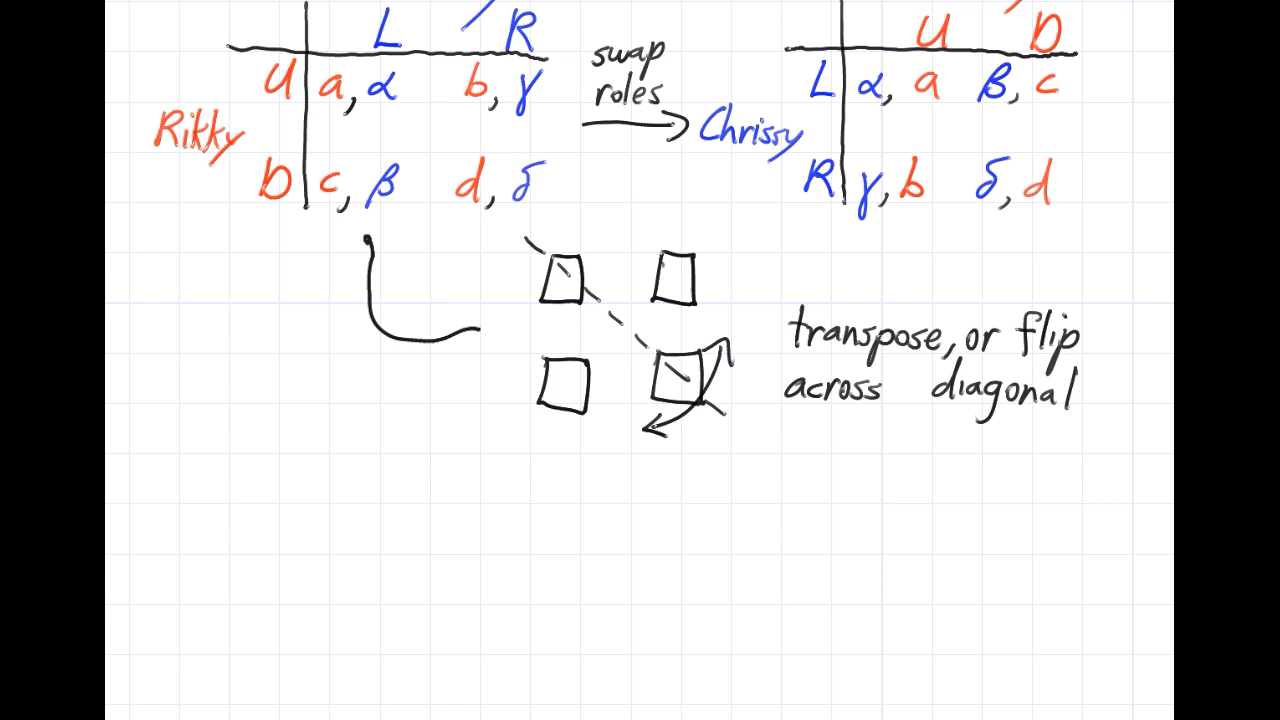 L R
U a, α b, γ
Rikky
D c, β d, δ
swap
roles
U D
L α, a β, c
Chrissy
R γ, b δ, d
transpose, or flip
across diagonal